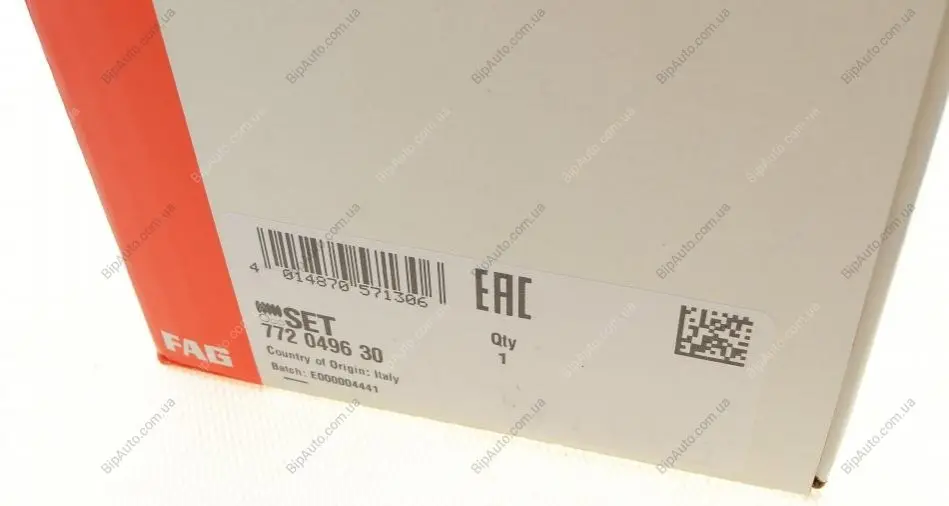 4 014870 571306
EAC
SET
772 0496 30
Qty
1
Country of Origin: Italy
Batch: E000004441
FAG
BipAuto.com.ua